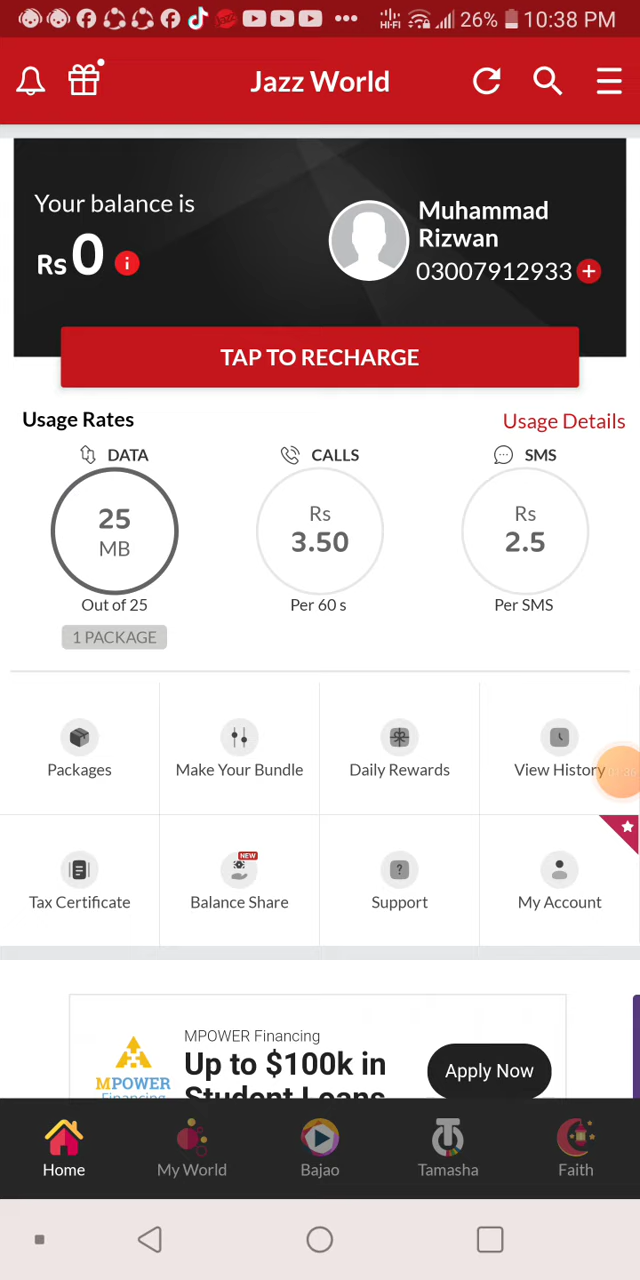 26% 10:38 PM
Jazz World
Your balance is
Rs 0
Muhammad
Rizwan
03007912933
TAP TO RECHARGE
Usage Rates
Usage Details
DATA CALLS SMS
25
MB
Rs
3.50
Rs
2.5
Out of 25
Per 60 s
Per SMS
1 PACKAGE
Packages
Make Your Bundle
Daily Rewards
View History
NEW
Tax Certificate
Balance Share
Support
My Account
MPOWER Financing
Up to $100k in
Student Loans
MPOWER
Financing
Apply Now
Home
My World
Bajao
Tamasha
Faith